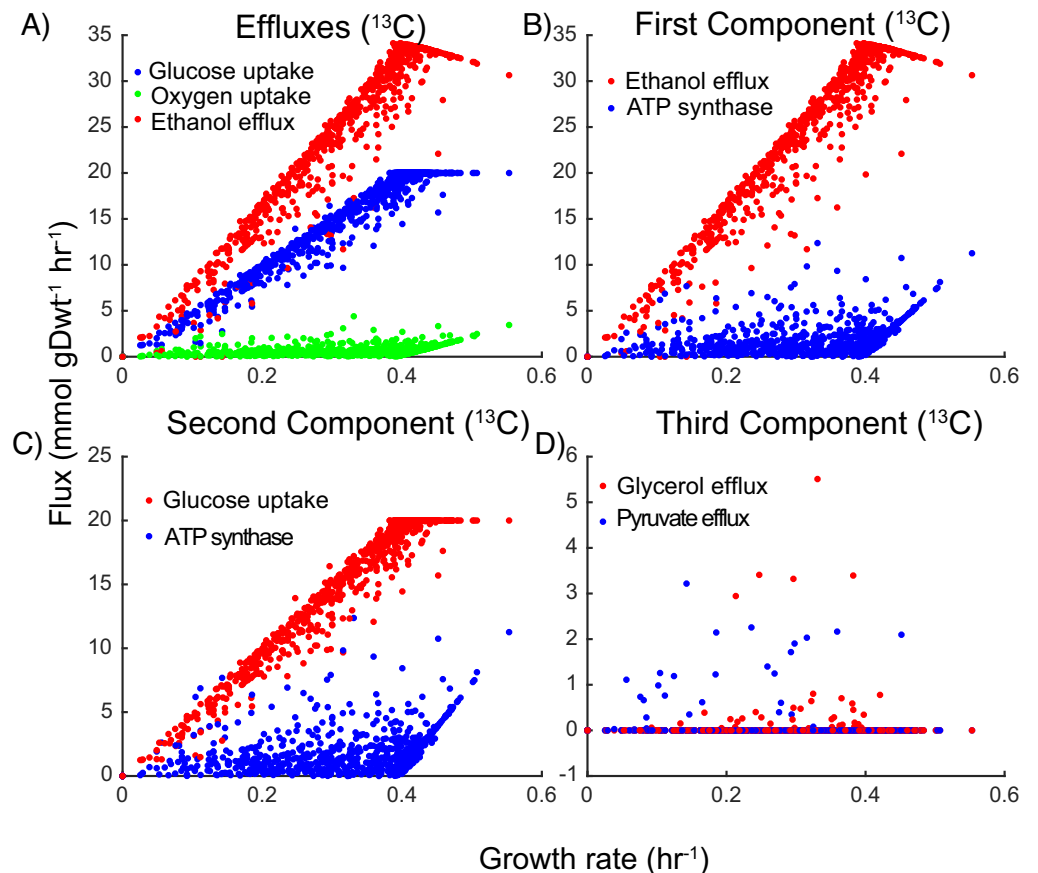 A)
Effluxes (¹³C)
Glucose uptake
Oxygen uptake
Ethanol efflux
35
30
25
20
15
10
5
0
0
0.2
0.4
0.6
B)
First Component (¹³C)
Ethanol efflux
ATP synthase
35
30
25
20
15
10
5
0
0
0.2
0.4
0.6
C)
Second Component (¹³C)
Glucose uptake
ATP synthase
25
20
15
10
5
0
0
0.2
0.4
0.6
D)
Third Component (¹³C)
Glycerol efflux
Pyruvate efflux
6
5
4
3
2
1
0
-1
0
0.2
0.4
0.6
Flux (mmol gDwt⁻¹ hr⁻¹)
Growth rate (hr⁻¹)